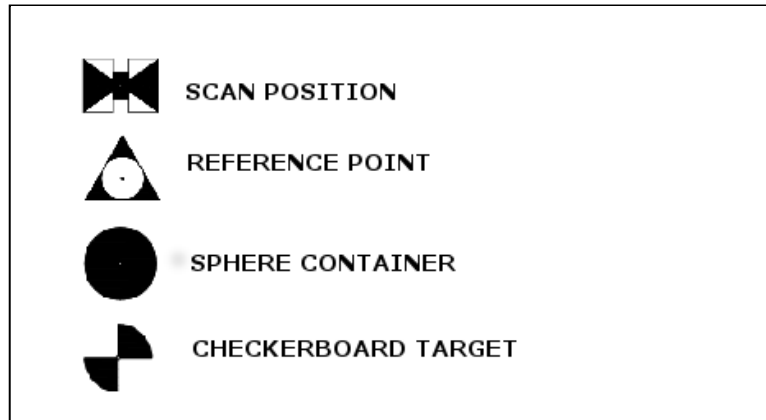 SCAN POSITION
REFERENCE POINT
SPHERE CONTAINER
CHECKERBOARD TARGET